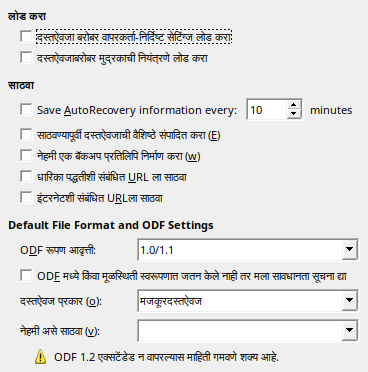 लोड करा
दस्तऐवजा बरोबर वापरकर्ता-निर्दिष्ट सेटिंग्ज लोड करा
दस्तऐवजाबरोबर मुद्रकाची नियंत्रणे लोड करा
साठवा
Save AutoRecovery information every: 10 minutes
साठवण्यापूर्वी दस्तऐवजाची वैशिष्ठे संपादित करा (E)
नेहमी एक बॅकअप प्रतिलिपि निर्माण करा (w)
धारिका पद्धतीशी संबंधित URL ला साठवा
इंटरनेटशी संबंधित URLला साठवा
Default File Format and ODF Settings
ODF रूपण आवृत्ती: 1.0/1.1
ODF मध्ये किंवा मूळस्थिती स्वरूपणात जतन केले नाही तर मला सावधानता सूचना द्या
दस्तऐवज प्रकार (o): मजकूरदस्तऐवज
नेहमी असे साठवा (v):
ODF 1.2 एक्सटेंडेड न वापरल्यास माहिती गमवणे शक्य आहे.